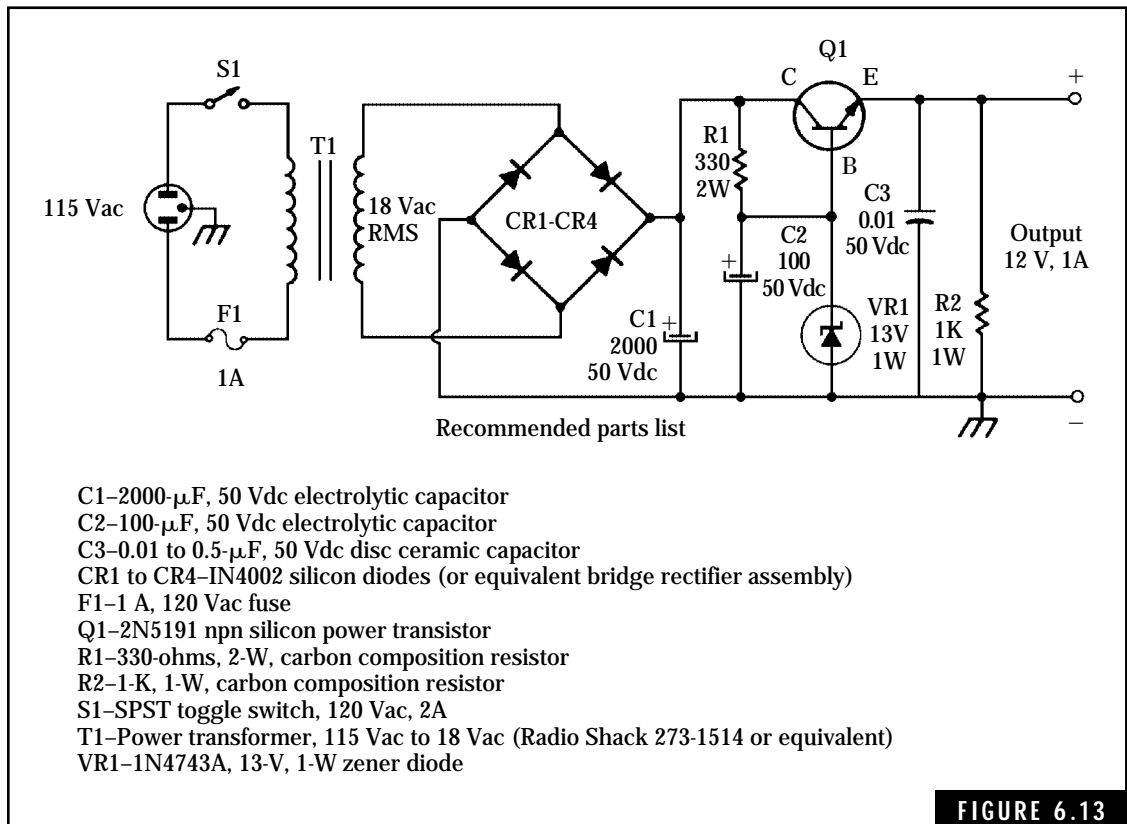 Q1
S1
C
E
+
T1
R1
330
2W
B
115 Vac
18 Vac
RMS
CR1-CR4
C3
0.01
50 Vdc
Output
12 V, 1A
+
C2
100
50 Vdc
F1
1A
C1
2000
50 Vdc
+
VR1
13V
1W
R2
1K
1W
–
Recommended parts list
C1–2000-μF, 50 Vdc electrolytic capacitor
C2–100-μF, 50 Vdc electrolytic capacitor
C3–0.01 to 0.5-μF, 50 Vdc disc ceramic capacitor
CR1 to CR4–IN4002 silicon diodes (or equivalent bridge rectifier assembly)
F1–1 A, 120 Vac fuse
Q1–2N5191 npn silicon power transistor
R1–330-ohms, 2-W, carbon composition resistor
R2–1-K, 1-W, carbon composition resistor
S1–SPST toggle switch, 120 Vac, 2A
T1–Power transformer, 115 Vac to 18 Vac (Radio Shack 273-1514 or equivalent)
VR1–1N4743A, 13-V, 1-W zener diode
FIGURE 6.13